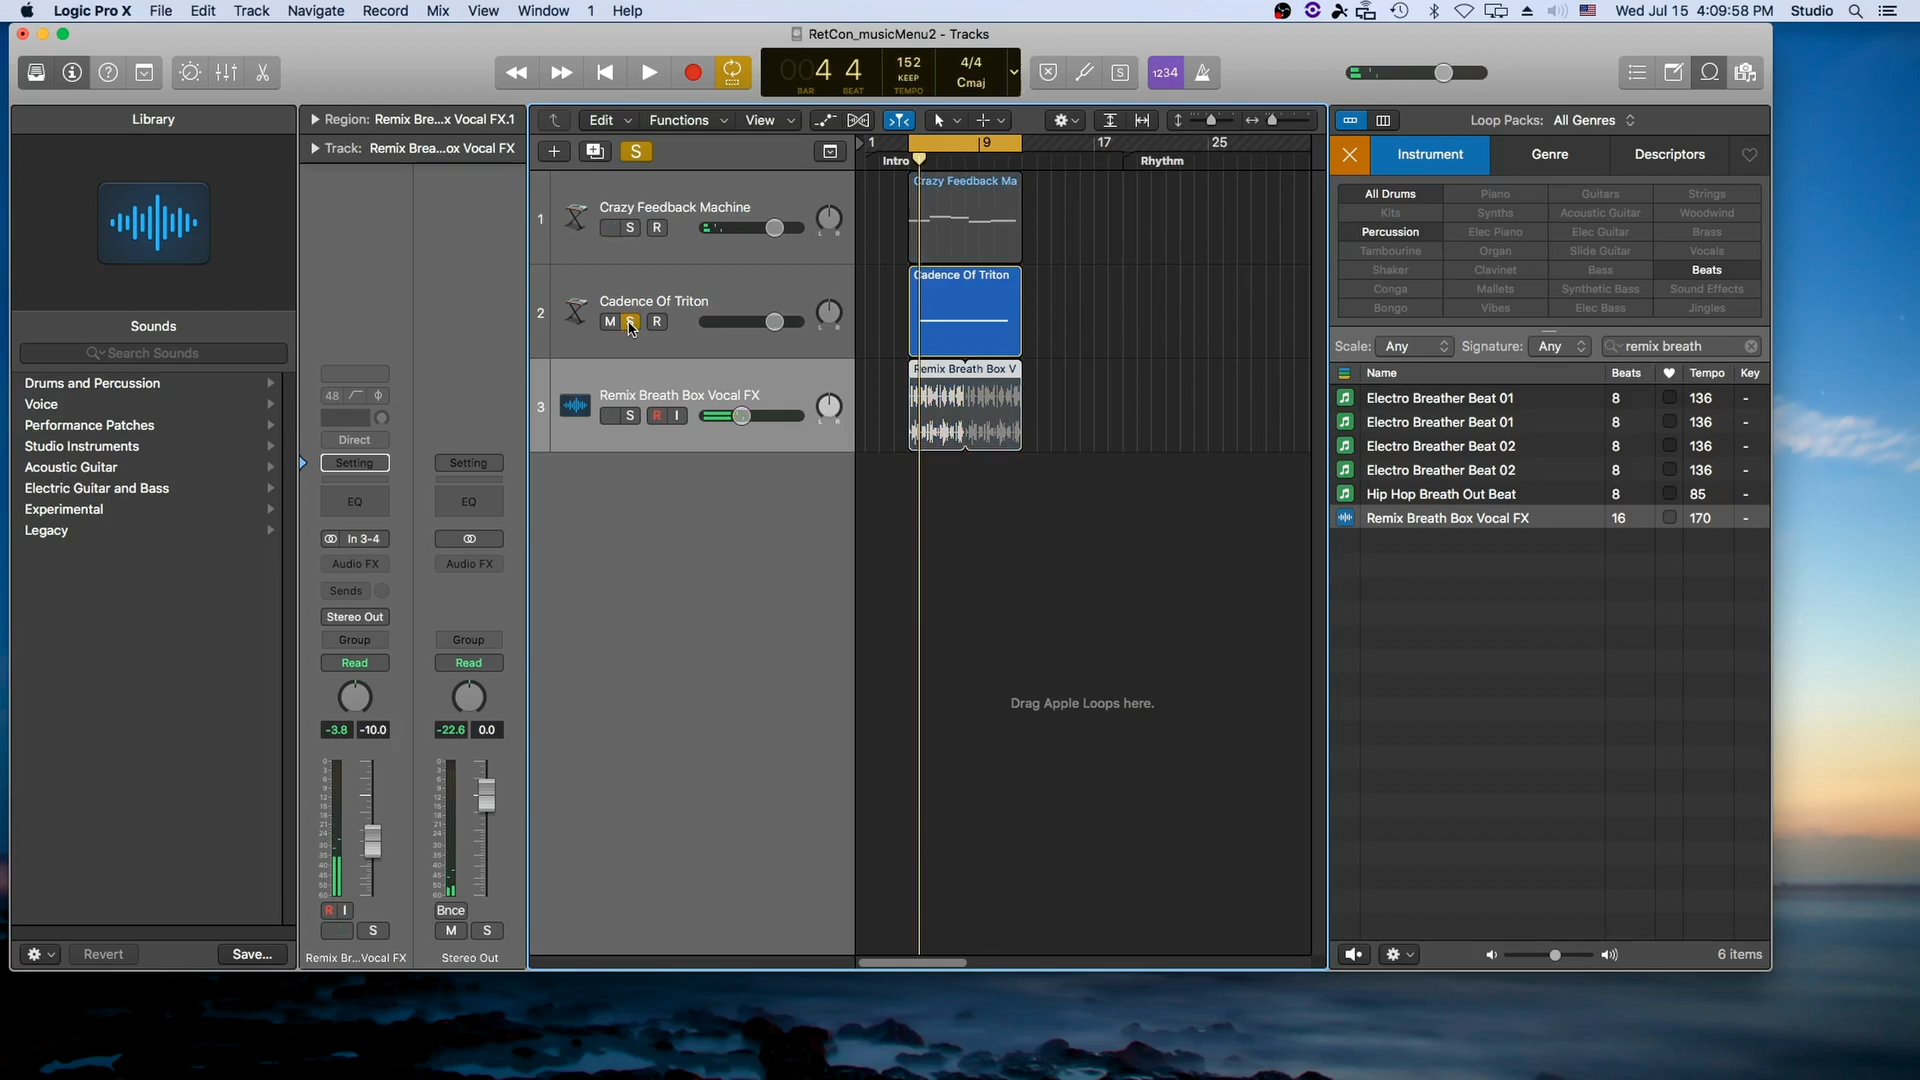 Logic Pro X File Edit Track Navigate Record Mix View Window 1 Help Wed Jul 15 4:09:58 PM Studio
RetCon_musicMenu2 - Tracks
4 4 152 4/4
KEEP Cmaj
BAR BEAT TEMPO
S 1234
Library
Region: Remix Bre...x Vocal FX.1
Track: Remix Brea...ox Vocal FX
Edit Functions View
S
1 9 17 25
Intro Rhythm
Loop Packs: All Genres
Instrument Genre Descriptors
All Drums Piano Guitars Strings
Kits Synths Acoustic Guitar Woodwind
Percussion Elec Piano Elec Guitar Brass
Tambourine Organ Slide Guitar Vocals
Shaker Clavinet Bass Beats
Conga Mallets Synthetic Bass Sound Effects
Bongo Vibes Elec Bass Jingles
Scale: Any Signature: Any remix breath
Name Beats Tempo Key
Electro Breather Beat 01 8 136 -
Electro Breather Beat 01 8 136 -
Electro Breather Beat 02 8 136 -
Electro Breather Beat 02 8 136 -
Hip Hop Breath Out Beat 8 85 -
Remix Breath Box Vocal FX 16 170 -
6 items
1 Crazy Feedback Machine
S R
L R
Crazy Feedback Ma
2 Cadence Of Triton
M S R
L R
Cadence Of Triton
3 Remix Breath Box Vocal FX
S R I
L R
Remix Breath Box V
Drag Apple Loops here.
Sounds
Search Sounds
Drums and Percussion
Voice
Performance Patches
Studio Instruments
Acoustic Guitar
Electric Guitar and Bass
Experimental
Legacy
Revert Save...
48
Direct
Setting Setting
EQ EQ
In 3-4
Audio FX Audio FX
Sends
Stereo Out
Group Group
Read Read
-3.8 -10.0 -22.6 0.0
R I Bnce
S M S
Remix Br...Vocal FX Stereo Out